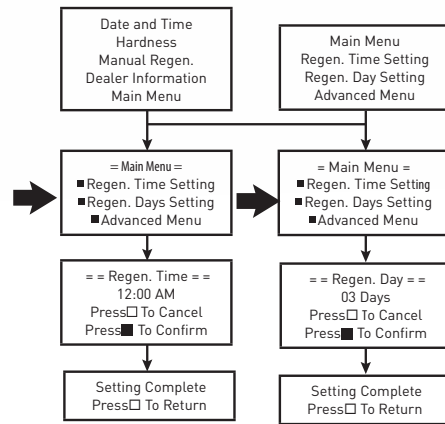 Date and Time
Hardness
Manual Regen.
Dealer Information
Main Menu
Main Menu
Regen. Time Setting
Regen. Day Setting
Advanced Menu
= Main Menu =
■Regen. Time Setting
■Regen. Days Setting
■Advanced Menu
= Main Menu =
■Regen. Time Setting
■Regen. Days Setting
■Advanced Menu
= = Regen. Time = =
12:00 AM
Press□ To Cancel
Press■ To Confirm
= = Regen. Day = =
03 Days
Press□ To Cancel
Press■ To Confirm
Setting Complete
Press□ To Return
Setting Complete
Press□ To Return